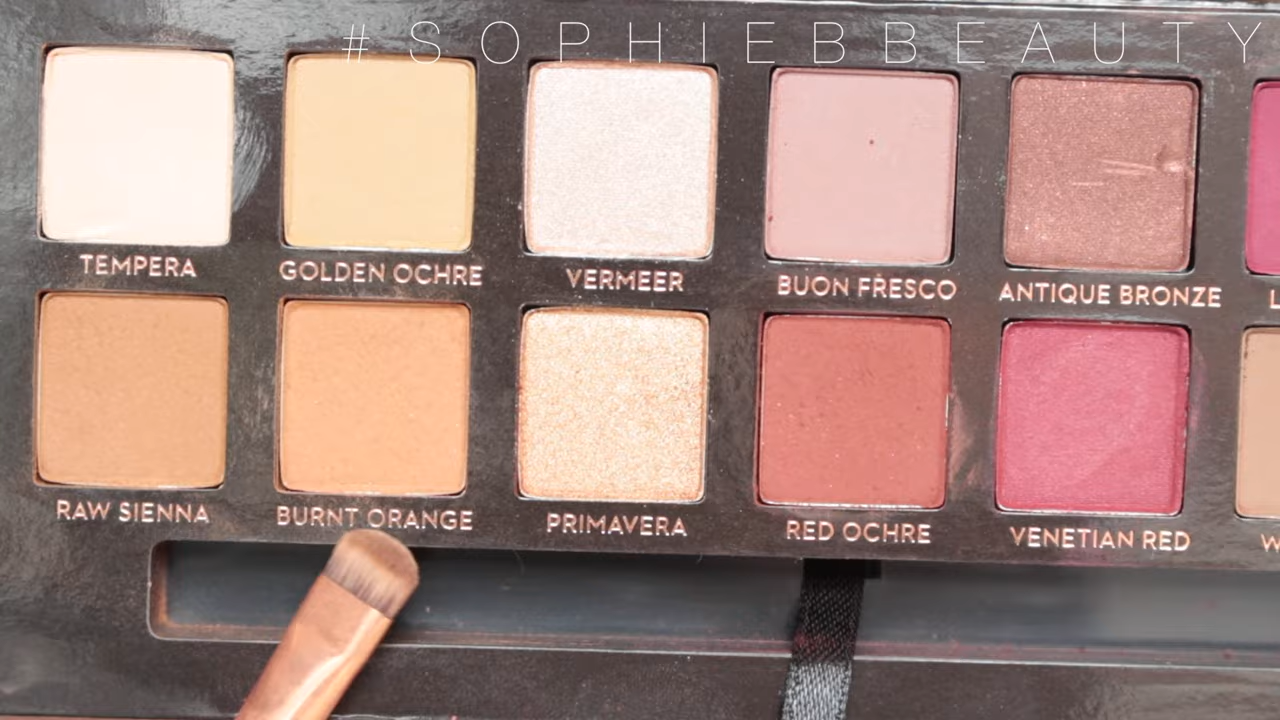 #SOPHIEBBEAUTY
TEMPERA
GOLDEN OCHRE
VERMEER
BUON FRESCO
ANTIQUE BRONZE
RAW SIENNA
BURNT ORANGE
PRIMAVERA
RED OCHRE
VENETIAN RED